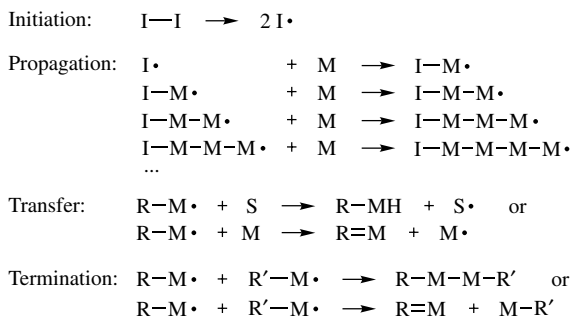 Initiation: I—I → 2 I•
Propagation: I• + M → I—M•
I—M• + M → I—M—M•
I—M—M• + M → I—M—M—M•
I—M—M—M• + M → I—M—M—M—M•
...
Transfer: R—M• + S → R—MH + S• or
R—M• + M → R=M + M•
Termination: R—M• + R′—M• → R—M—M—R′ or
R—M• + R′—M• → R=M + M—R′